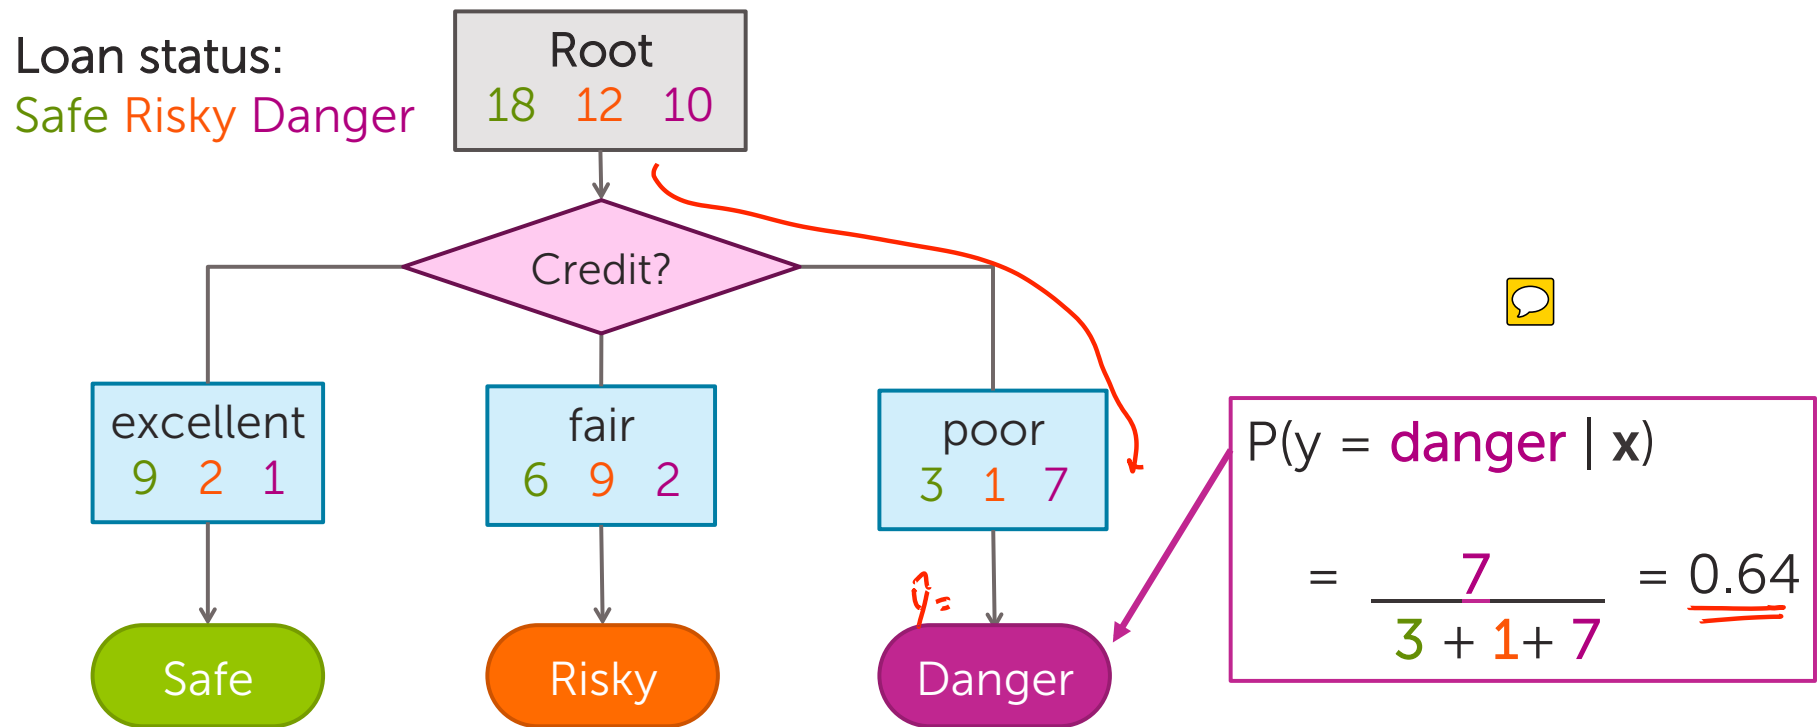 Loan status:
Safe Risky Danger
Root
18 12 10
Credit?
excellent
9 2 1
fair
6 9 2
poor
3 1 7
P(y = danger | x)
= 7 = 0.64
3 + 1+ 7
ŷ=
Safe
Risky
Danger